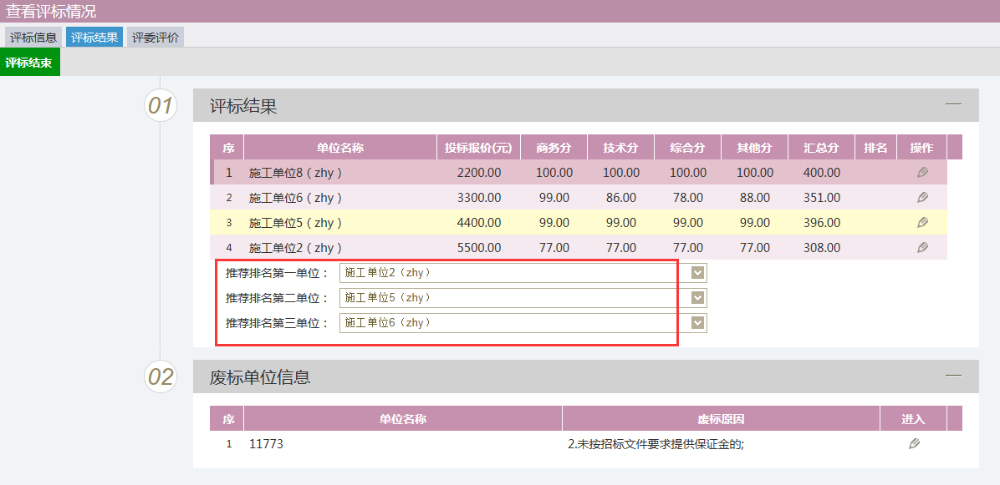 查看评标情况
评标信息 评标结果 评委评价
评标结束
01 评标结果
序 单位名称 投标报价(元) 商务分 技术分 综合分 其他分 汇总分 排名 操作
1 施工单位8（zhy） 2200.00 100.00 100.00 100.00 100.00 400.00
2 施工单位6（zhy） 3300.00 99.00 86.00 78.00 88.00 351.00
3 施工单位5（zhy） 4400.00 99.00 99.00 99.00 99.00 396.00
4 施工单位2（zhy） 5500.00 77.00 77.00 77.00 77.00 308.00
推荐排名第一单位： 施工单位2（zhy）
推荐排名第二单位： 施工单位5（zhy）
推荐排名第三单位： 施工单位6（zhy）
02 废标单位信息
序 单位名称 废标原因 进入
1 11773 2.未按招标文件要求提供保证金的;